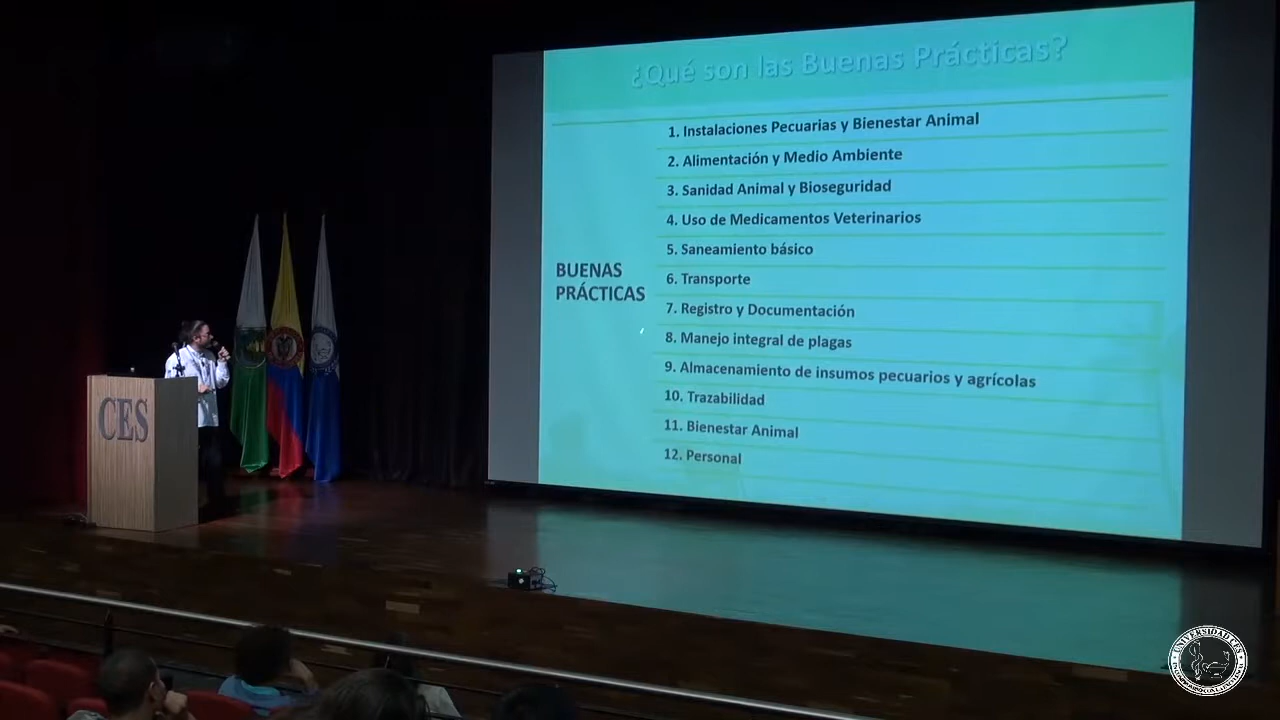 ¿Qué son las Buenas Prácticas?
1. Instalaciones Pecuarias y Bienestar Animal
2. Alimentación y Medio Ambiente
3. Sanidad Animal y Bioseguridad
4. Uso de Medicamentos Veterinarios
5. Saneamiento básico
BUENAS
PRÁCTICAS
6. Transporte
7. Registro y Documentación
8. Manejo integral de plagas
9. Almacenamiento de insumos pecuarios y agrícolas
10. Trazabilidad
11. Bienestar Animal
12. Personal
CES
UNIVERSIDAD CES